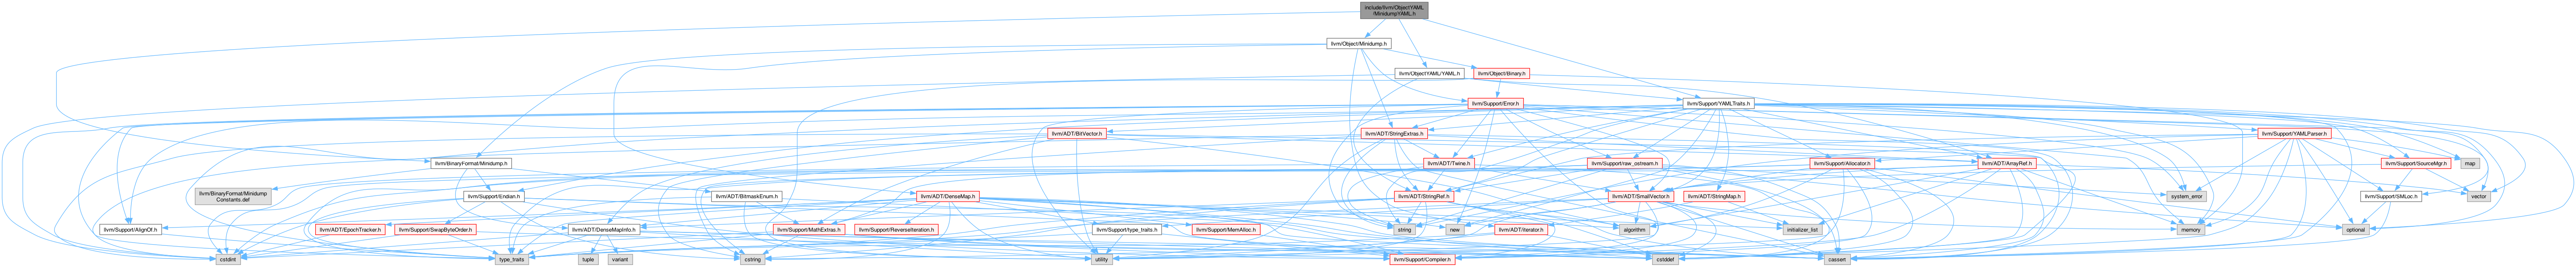 include/llvm/ObjectYAML
/MinidumpYAML.h
llvm/Object/Minidump.h
llvm/ObjectYAML/YAML.h
llvm/Object/Binary.h
llvm/Support/Error.h
llvm/Support/YAMLTraits.h
llvm/ADT/BitVector.h
llvm/ADT/StringExtras.h
llvm/Support/YAMLParser.h
llvm/BinaryFormat/Minidump.h
llvm/ADT/Twine.h
llvm/Support/raw_ostream.h
llvm/Support/Allocator.h
llvm/ADT/ArrayRef.h
llvm/Support/SourceMgr.h
map
llvm/BinaryFormat/Minidump
Constants.def
llvm/Support/Endian.h
llvm/ADT/BitmaskEnum.h
llvm/ADT/DenseMap.h
llvm/ADT/StringRef.h
llvm/ADT/SmallVector.h
llvm/ADT/StringMap.h
system_error
llvm/Support/SMLoc.h
vector
llvm/Support/AlignOf.h
llvm/ADT/EpochTracker.h
llvm/Support/SwapByteOrder.h
llvm/ADT/DenseMapInfo.h
llvm/Support/MathExtras.h
llvm/Support/ReverseIteration.h
llvm/Support/type_traits.h
llvm/Support/MemAlloc.h
string
new
llvm/ADT/iterator.h
algorithm
initializer_list
memory
optional
cstdint
type_traits
tuple
variant
cstring
utility
llvm/Support/Compiler.h
cstddef
cassert